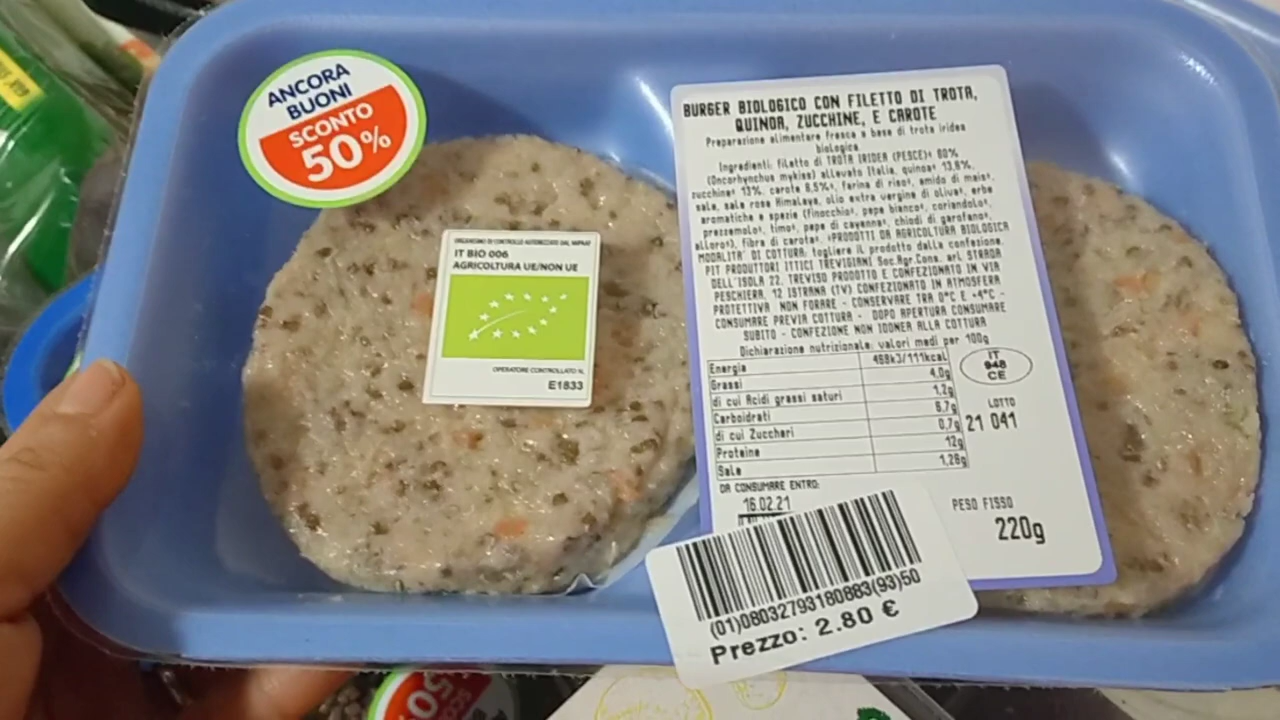 ANCORA
BUONI
SCONTO
50%
ORGANISMO DI CONTROLLO AUTORIZZATO DAL MIPAAF
IT BIO 006
AGRICOLTURA UE/NON UE
OPERATORE CONTROLLATO N.
E1833
BURGER BIOLOGICO CON FILETTO DI TROTA,
QUINOA, ZUCCHINE, E CAROTE
Preparazione alimentare fresca a base di trota iridea
biologica
Ingredienti: filetto di TROTA IRIDEA (PESCE)* 60%
(Oncorhynchus mykiss) allevato Italia, quinoa* 13,8%,
zucchine* 13%, carote 8,5%*, farina di riso*, amido di mais*,
sale, sale rosa Himalaya, olio extra vergine di oliva*, erbe
aromatiche e spezie (finocchio*, pepe bianco*, coriandolo*,
prezzemolo*, timo*, pepe di cayenna*, chiodi di garofano*,
alloro*), fibra di carota*. *PRODOTTI DA AGRICOLTURA BIOLOGICA
MODALITA' DI COTTURA: togliere il prodotto dalla confezione.
PIT PRODUTTORI ITTICI TREVIGIANI Soc.Agr.Cons. arl STRADA
DELL'ISOLA 22, TREVISO PRODOTTO E CONFEZIONATO IN VIA
PESCHIERA, 12 ISTRANA (TV) CONFEZIONATO IN ATMOSFERA
PROTETTIVA NON FORARE - CONSERVARE TRA 0°C E +4°C -
CONSUMARE PREVIA COTTURA - DOPO APERTURA CONSUMARE
SUBITO - CONFEZIONE NON IDONEA ALLA COTTURA
Dichiarazione nutrizionale: valori medi per 100g
Energia 468kJ/111kcal
Grassi 4,0g
di cui Acidi grassi saturi 1,2g
Carboidrati 6,7g
di cui Zuccheri 0,7g
Proteine 12g
Sale 1,26g
IT
948
CE
LOTTO
21 041
DA CONSUMARE ENTRO:
16.02.21
PESO FISSO
220g
(01)08032793180883(93)50
Prezzo: 2.80 €